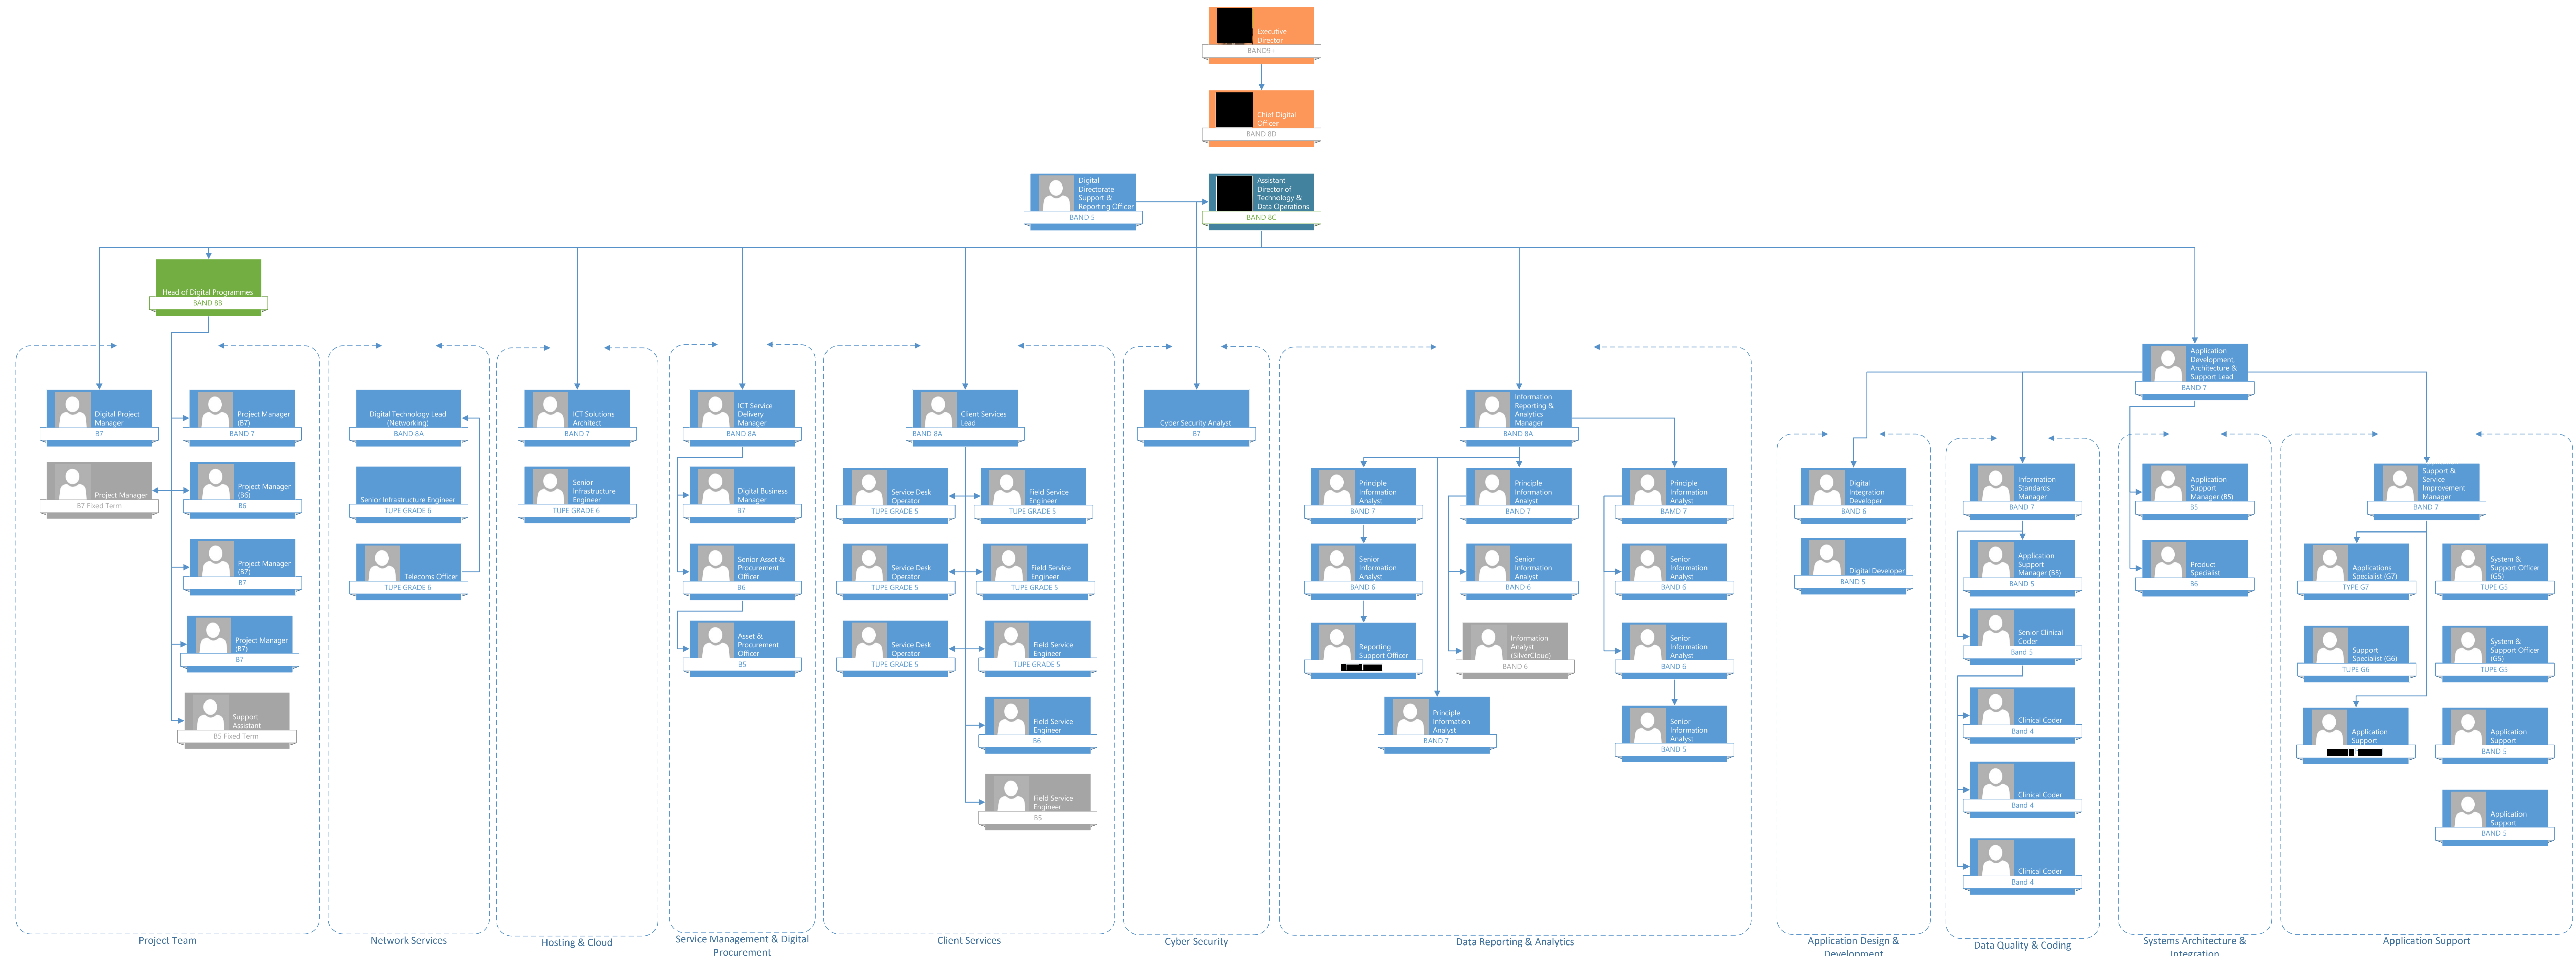 Executive
Director
BAND9+
Chief Digital
Officer
BAND 8D
Digital
Directorate
Support &
Reporting Officer
BAND 5
Assistant
Director of
Technology &
Data Operations
BAND 8C
Head of Digital Programmes
BAND 8B
Digital Project
Manager
B7
Project Manager
B7 Fixed Term
Project Manager
(B7)
BAND 7
Project Manager
(B6)
B6
Project Manager
(B7)
B7
Project Manager
(B7)
B7
Support
Assistant
B5 Fixed Term
Project Team
Digital Technology Lead
(Networking)
BAND 8A
Senior Infrastructure Engineer
TUPE GRADE 6
Telecoms Officer
TUPE GRADE 6
Network Services
ICT Solutions
Architect
BAND 7
Senior
Infrastructure
Engineer
TUPE GRADE 6
Hosting & Cloud
ICT Service
Delivery
Manager
BAND 8A
Digital Business
Manager
B7
Senior Asset &
Procurement
Officer
B6
Asset &
Procurement
Officer
B5
Service Management & Digital
Procurement
Client Services
Lead
BAND 8A
Service Desk
Operator
TUPE GRADE 5
Field Service
Engineer
TUPE GRADE 5
Service Desk
Operator
TUPE GRADE 5
Field Service
Engineer
TUPE GRADE 5
Service Desk
Operator
TUPE GRADE 5
Field Service
Engineer
TUPE GRADE 5
Field Service
Engineer
B6
Field Service
Engineer
B5
Client Services
Cyber Security Analyst
B7
Cyber Security
Information
Reporting &
Analytics
Manager
BAND 8A
Principle
Information
Analyst
BAND 7
Senior
Information
Analyst
BAND 6
Reporting
Support Officer
Principle
Information
Analyst
BAND 7
Principle
Information
Analyst
BAND 7
Senior
Information
Analyst
BAND 6
Information
Analyst
(SilverCloud)
BAND 6
Principle
Information
Analyst
BAMD 7
Senior
Information
Analyst
BAND 6
Senior
Information
Analyst
BAND 6
Senior
Information
Analyst
BAND 5
Data Reporting & Analytics
Application
Development,
Architecture &
Support Lead
BAND 7
Digital
Integration
Developer
BAND 6
Digital Developer
BAND 5
Application Design &
Development
Information
Standards
Manager
BAND 7
Application
Support
Manager (B5)
BAND 5
Senior Clinical
Coder
Band 5
Clinical Coder
Band 4
Clinical Coder
Band 4
Clinical Coder
Band 4
Data Quality & Coding
Application
Support
Manager (B5)
B5
Product
Specialist
B6
Systems Architecture &
Integration
Support &
Service
Improvement
Manager
BAND 7
Applications
Specialist (G7)
TYPE G7
System &
Support Officer
(G5)
TUPE G5
Support
Specialist (G6)
TUPE G6
System &
Support Officer
(G5)
TUPE G5
Application
Support
Application
Support
BAND 5
Application
Support
BAND 5
Application Support